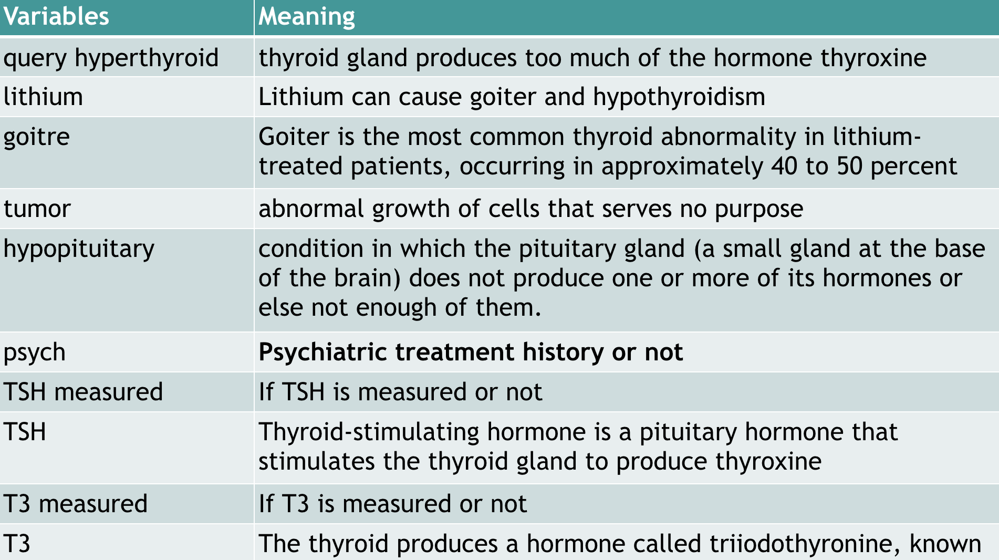 Variables Meaning
query hyperthyroid thyroid gland produces too much of the hormone thyroxine
lithium Lithium can cause goiter and hypothyroidism
goitre Goiter is the most common thyroid abnormality in lithium-
treated patients, occurring in approximately 40 to 50 percent
tumor abnormal growth of cells that serves no purpose
hypopituitary condition in which the pituitary gland (a small gland at the base
of the brain) does not produce one or more of its hormones or
else not enough of them.
psych Psychiatric treatment history or not
TSH measured If TSH is measured or not
TSH Thyroid-stimulating hormone is a pituitary hormone that
stimulates the thyroid gland to produce thyroxine
T3 measured If T3 is measured or not
T3 The thyroid produces a hormone called triiodothyronine, known